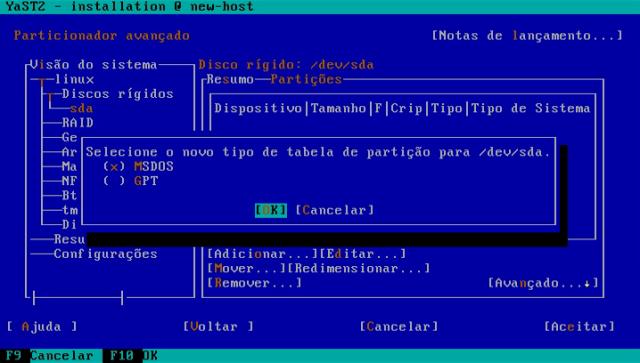 YaST2 - installation @ new-host
Particionador avançado [Notas de lançamento...]
Visão do sistema Disco rígido: /dev/sda
linux Resumo Partições
Discos rígidos
sda Dispositivo|Tamanho|F|Crip|Tipo|Tipo de Sistema
RAID
Ge
Ar Selecione o novo tipo de tabela de partição para /dev/sda.
Ma (x) MSDOS
NF ( ) GPT
Bt
tm [OK] [Cancelar]
Di
Resu
Configurações [Adicionar...][Editar...]
[Mover...][Redimensionar...]
[Remover...] [Avançado...↓]
[ Ajuda ] [Voltar ] [Cancelar] [Aceitar]
F9 Cancelar F10 OK